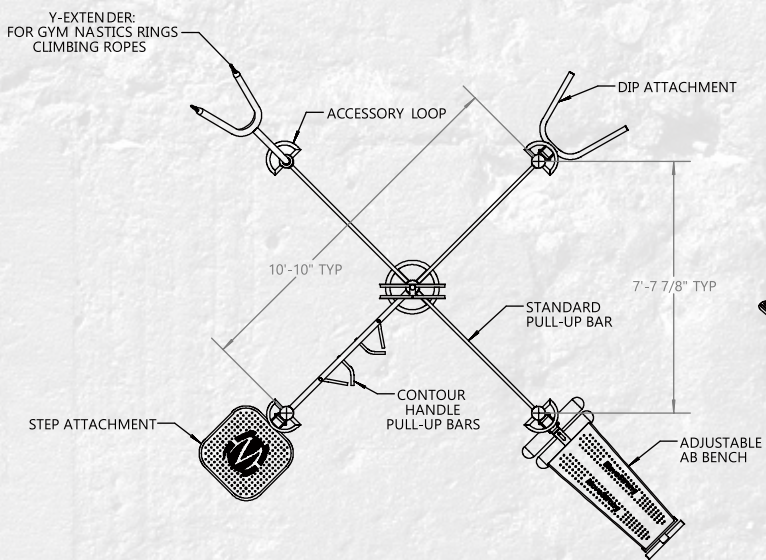 Y-EXTENDER:
FOR GYM NASTICS RINGS
CLIMBING ROPES
ACCESSORY LOOP
DIP ATTACHMENT
10'-10" TYP
7'-7 7/8" TYP
STANDARD
PULL-UP BAR
CONTOUR
HANDLE
PULL-UP BARS
STEP ATTACHMENT
ADJUSTABLE
AB BENCH